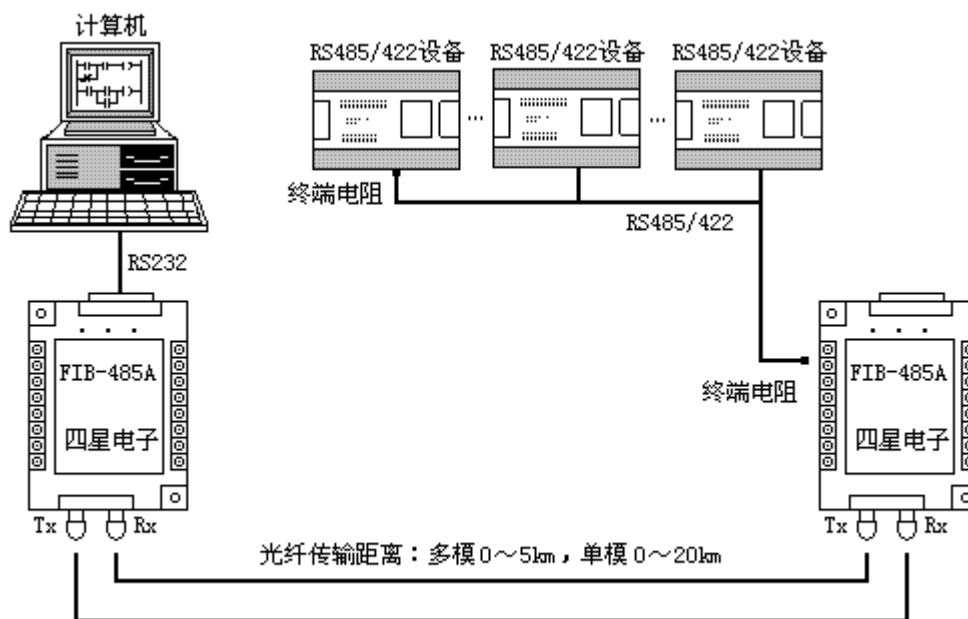 计算机
RS485/422设备
RS485/422设备
RS485/422设备
终端电阻
RS485/422
RS232
FIB-485A
四星电子
Tx
Rx
终端电阻
FIB-485A
四星电子
Tx
Rx
光纤传输距离：多模0～5km，单模0～20km